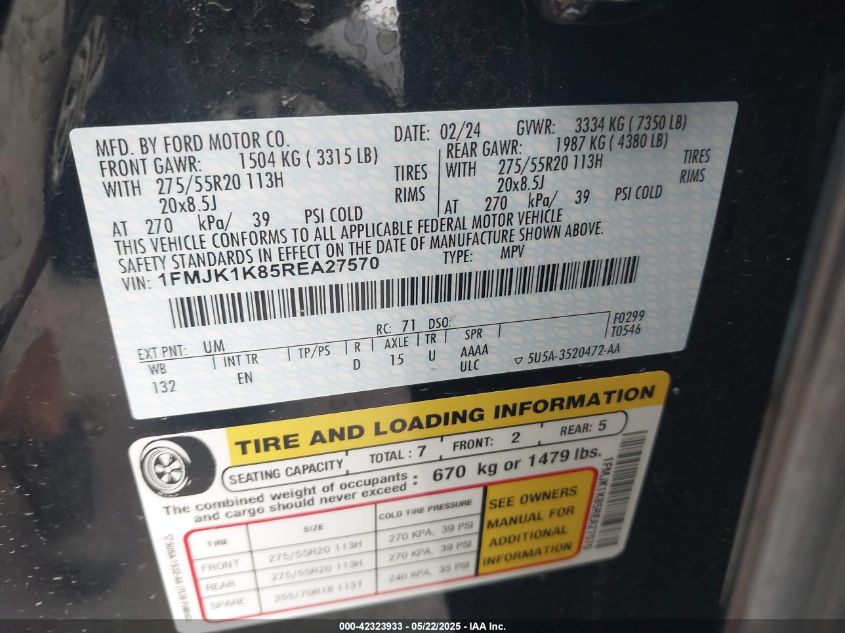 MFD. BY FORD MOTOR CO. DATE: 02/24 GVWR: 3334 KG ( 7350 LB)
FRONT GAWR: 1504 KG ( 3315 LB) REAR GAWR: 1987 KG ( 4380 LB)
WITH 275/55R20 113H TIRES WITH 275/55R20 113H TIRES
20x8.5J RIMS 20x8.5J RIMS
AT 270 kPa/ 39 PSI COLD AT 270 kPa/ 39 PSI COLD
THIS VEHICLE CONFORMS TO ALL APPLICABLE FEDERAL MOTOR VEHICLE
SAFETY STANDARDS IN EFFECT ON THE DATE OF MANUFACTURE SHOWN ABOVE.
VIN: 1FMJK1K85REA27570 TYPE: MPV
F0299
T0546
EXT PNT: UM RC: 71 DSO:
WB INT TR TP/PS R AXLE TR SPR
132 EN D 15 U AAAA
ULC
5U5A-3520472-AA
TIRE AND LOADING INFORMATION
SEATING CAPACITY TOTAL : 7 FRONT: 2 REAR: 5
The combined weight of occupants and cargo should never exceed : 670 kg or 1479 lbs.
TIRE SIZE COLD TIRE PRESSURE
FRONT 275/55R20 113H 270 KPA, 39 PSI
REAR 275/55R20 113H 270 KPA, 39 PSI
SPARE 255/70R18 113T 240 KPA, 35 PSI
SEE OWNERS
MANUAL FOR
ADDITIONAL
INFORMATION
1FMJK1K85REA27570
000-42323933 - 05/22/2025 - IAA Inc.